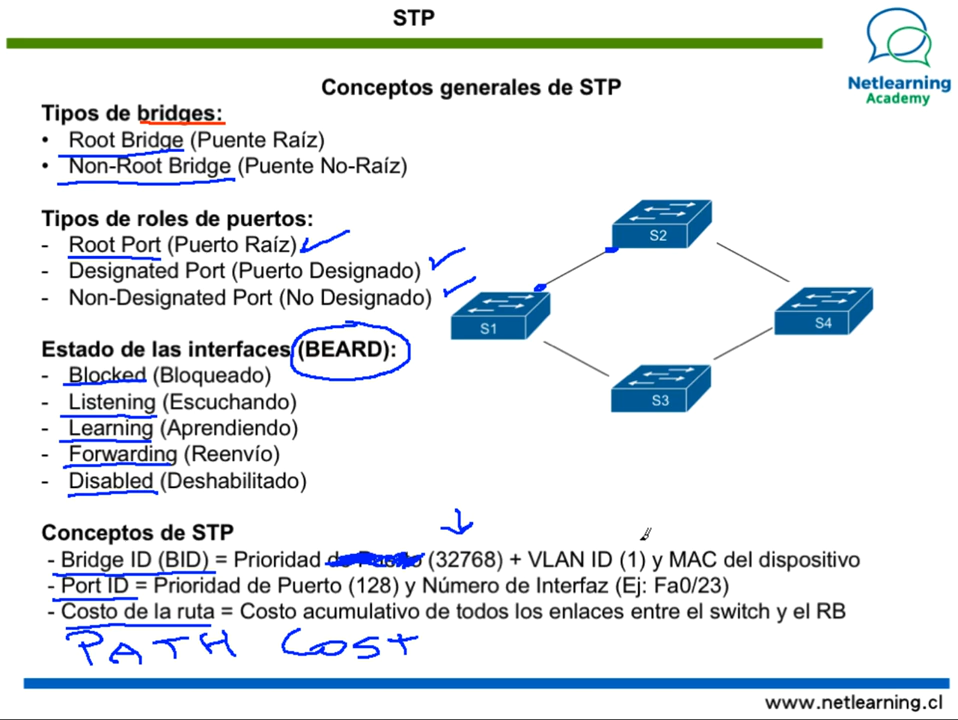 STP
Netlearning
Academy
Conceptos generales de STP
Tipos de bridges:
• Root Bridge (Puente Raíz)
• Non-Root Bridge (Puente No-Raíz)
Tipos de roles de puertos:
- Root Port (Puerto Raíz)
- Designated Port (Puerto Designado)
- Non-Designated Port (No Designado)
S2
S1
S4
S3
Estado de las interfaces (BEARD):
- Blocked (Bloqueado)
- Listening (Escuchando)
- Learning (Aprendiendo)
- Forwarding (Reenvío)
- Disabled (Deshabilitado)
Conceptos de STP
- Bridge ID (BID) = Prioridad (32768) + VLAN ID (1) y MAC del dispositivo
- Port ID = Prioridad de Puerto (128) y Número de Interfaz (Ej: Fa0/23)
- Costo de la ruta = Costo acumulativo de todos los enlaces entre el switch y el RB
PATH COST
www.netlearning.cl